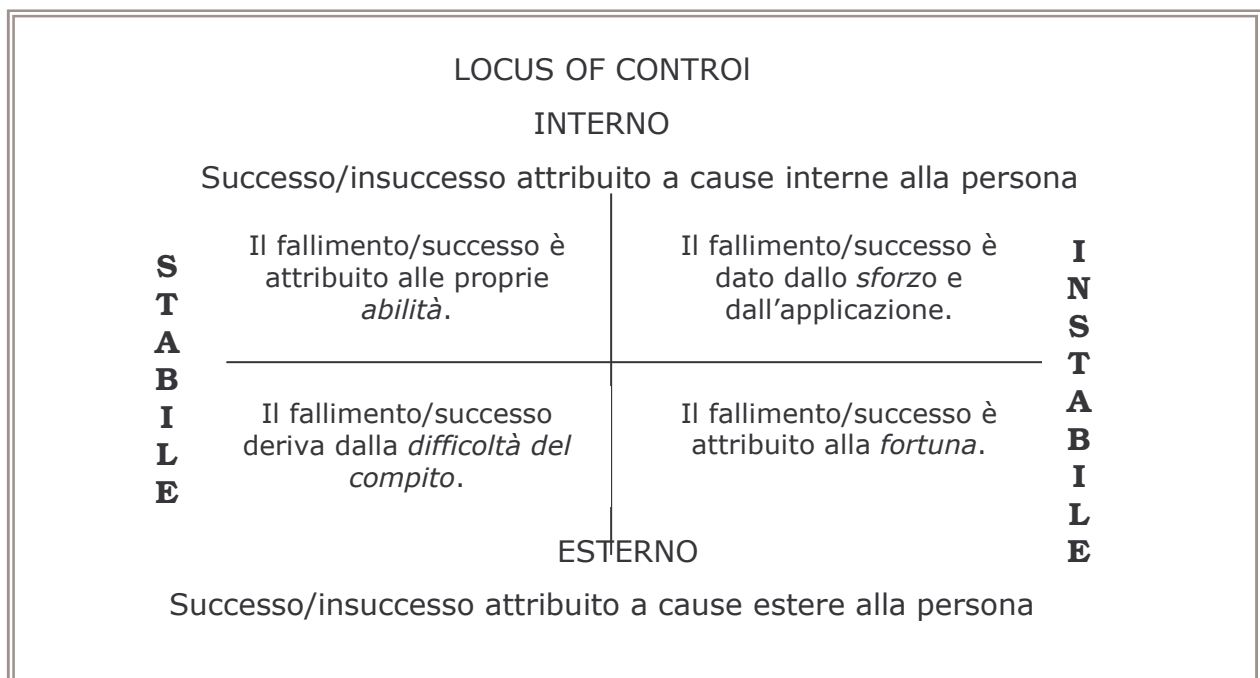 LOCUS OF CONTROl
INTERNO
Successo/insuccesso attribuito a cause interne alla persona
STABILE
Il fallimento/successo è
attribuito alle proprie
abilità.
Il fallimento/successo è
dato dallo sforzo e
dall’applicazione.
INSTABILE
Il fallimento/successo
deriva dalla difficoltà del
compito.
Il fallimento/successo è
attribuito alla fortuna.
ESTERNO
Successo/insuccesso attribuito a cause estere alla persona